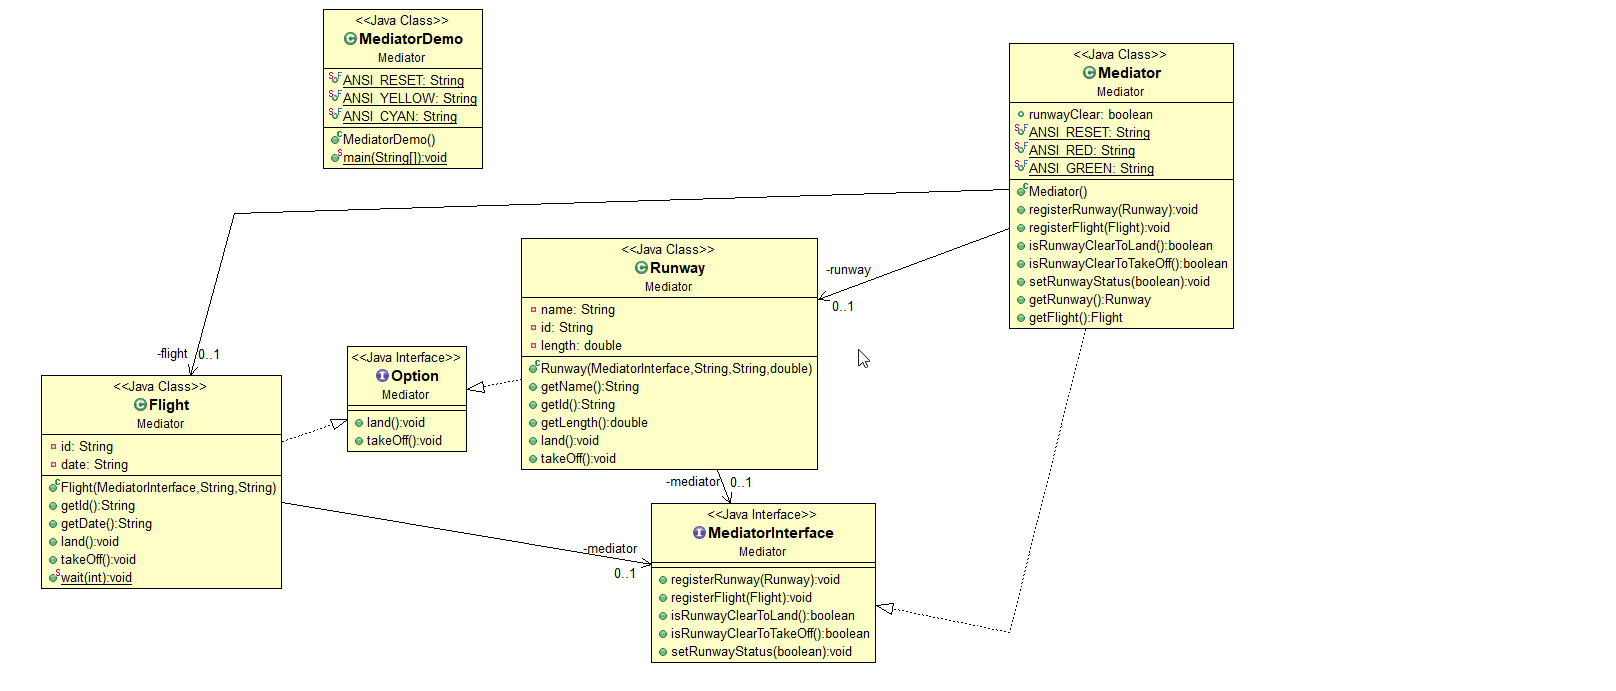 <<Java Class>>
MediatorDemo
Mediator
ANSI_RESET: String
ANSI_YELLOW: String
ANSI_CYAN: String
MediatorDemo()
main(String[]):void
<<Java Class>>
Mediator
Mediator
runwayClear: boolean
ANSI_RESET: String
ANSI_RED: String
ANSI_GREEN: String
Mediator()
registerRunway(Runway):void
registerFlight(Flight):void
isRunwayClearToLand():boolean
isRunwayClearToTakeOff():boolean
setRunwayStatus(boolean):void
getRunway():Runway
getFlight():Flight
<<Java Class>>
Runway
Mediator
name: String
id: String
length: double
Runway(MediatorInterface,String,String,double)
getName():String
getId():String
getLength():double
land():void
takeOff():void
-runway
0..1
-flight
0..1
<<Java Interface>>
Option
Mediator
land():void
takeOff():void
<<Java Class>>
Flight
Mediator
id: String
date: String
Flight(MediatorInterface,String,String)
getId():String
getDate():String
land():void
takeOff():void
wait(int):void
-mediator
0..1
-mediator
0..1
<<Java Interface>>
MediatorInterface
Mediator
registerRunway(Runway):void
registerFlight(Flight):void
isRunwayClearToLand():boolean
isRunwayClearToTakeOff():boolean
setRunwayStatus(boolean):void